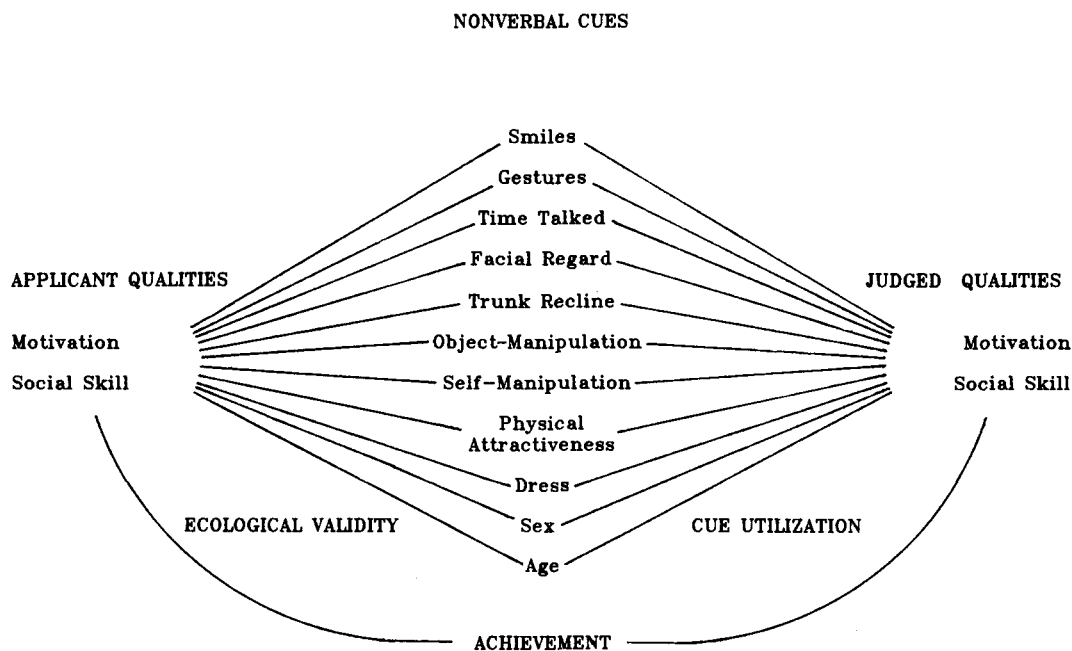 NONVERBAL CUES
Smiles
Gestures
Time Talked
Facial Regard
APPLICANT QUALITIES
JUDGED QUALITIES
Trunk Recline
Motivation
Object-Manipulation
Motivation
Social Skill
Self-Manipulation
Social Skill
Physical
Attractiveness
Dress
ECOLOGICAL VALIDITY
Sex
CUE UTILIZATION
Age
ACHIEVEMENT